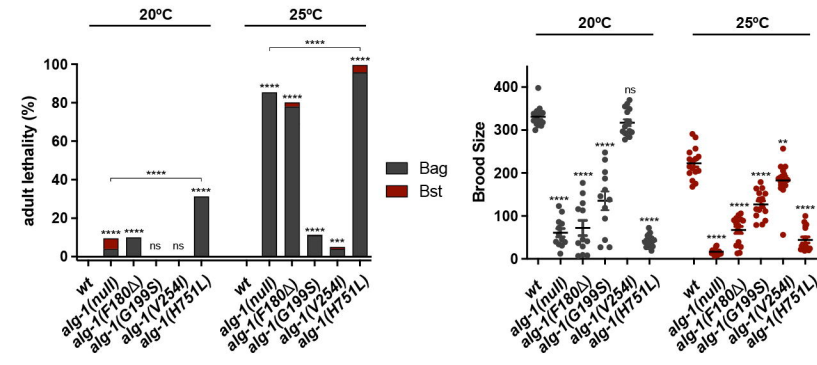 20ºC 25ºC
****
****
****
****
****
**** ****
****
ns ns
****
***
adult lethality (%)
100
80
60
40
20
0
wt
alg-1(null)
alg-1(F180Δ)
alg-1(G199S)
alg-1(V254I)
alg-1(H751L)
wt
alg-1(null)
alg-1(F180Δ)
alg-1(G199S)
alg-1(V254I)
alg-1(H751L)
Bag
Bst
20ºC 25ºC
Brood Size
400
300
200
100
0
****
****
****
ns
****
****
****
****
**
****
wt
alg-1(null)
alg-1(F180Δ)
alg-1(G199S)
alg-1(V254I)
alg-1(H751L)
wt
alg-1(null)
alg-1(F180Δ)
alg-1(G199S)
alg-1(V254I)
alg-1(H751L)